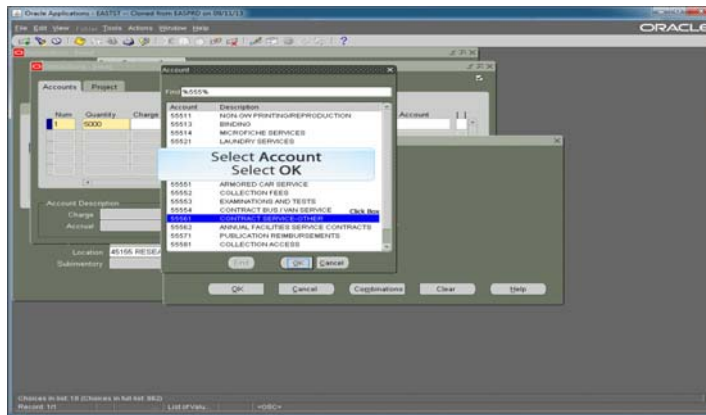 Oracle Applications - EASTST -- Cloned from EASPRD on 09/11/13
File Edit View Folder Tools Actions Window Help
ORACLE
Accounts Project
Num Quantity Charge Account
1 5000
Account Description
Charge
Accrual
Location 45155 RESEA
Subinventory
Account
Find %555%
Account Description
55511 NON-GW PRINTING/REPRODUCTION
55513 BINDING
55514 MICROFICHE SERVICES
55521 LAUNDRY SERVICES
Select Account
Select OK
55551 ARMORED CAR SERVICE
55552 COLLECTION FEES
55553 EXAMINATIONS AND TESTS
55554 CONTRACT BUS / VAN SERVICE
Click Box
55561 CONTRACT SERVICE-OTHER
55562 ANNUAL FACILITIES SERVICE CONTRACTS
55571 PUBLICATION REIMBURSEMENTS
55581 COLLECTION ACCESS
Find OK Cancel
OK Cancel Combinations Clear Help
Choices in list: 19 (Choices in full list: 862)
Record: 1/1 List of Valu... <OSC>